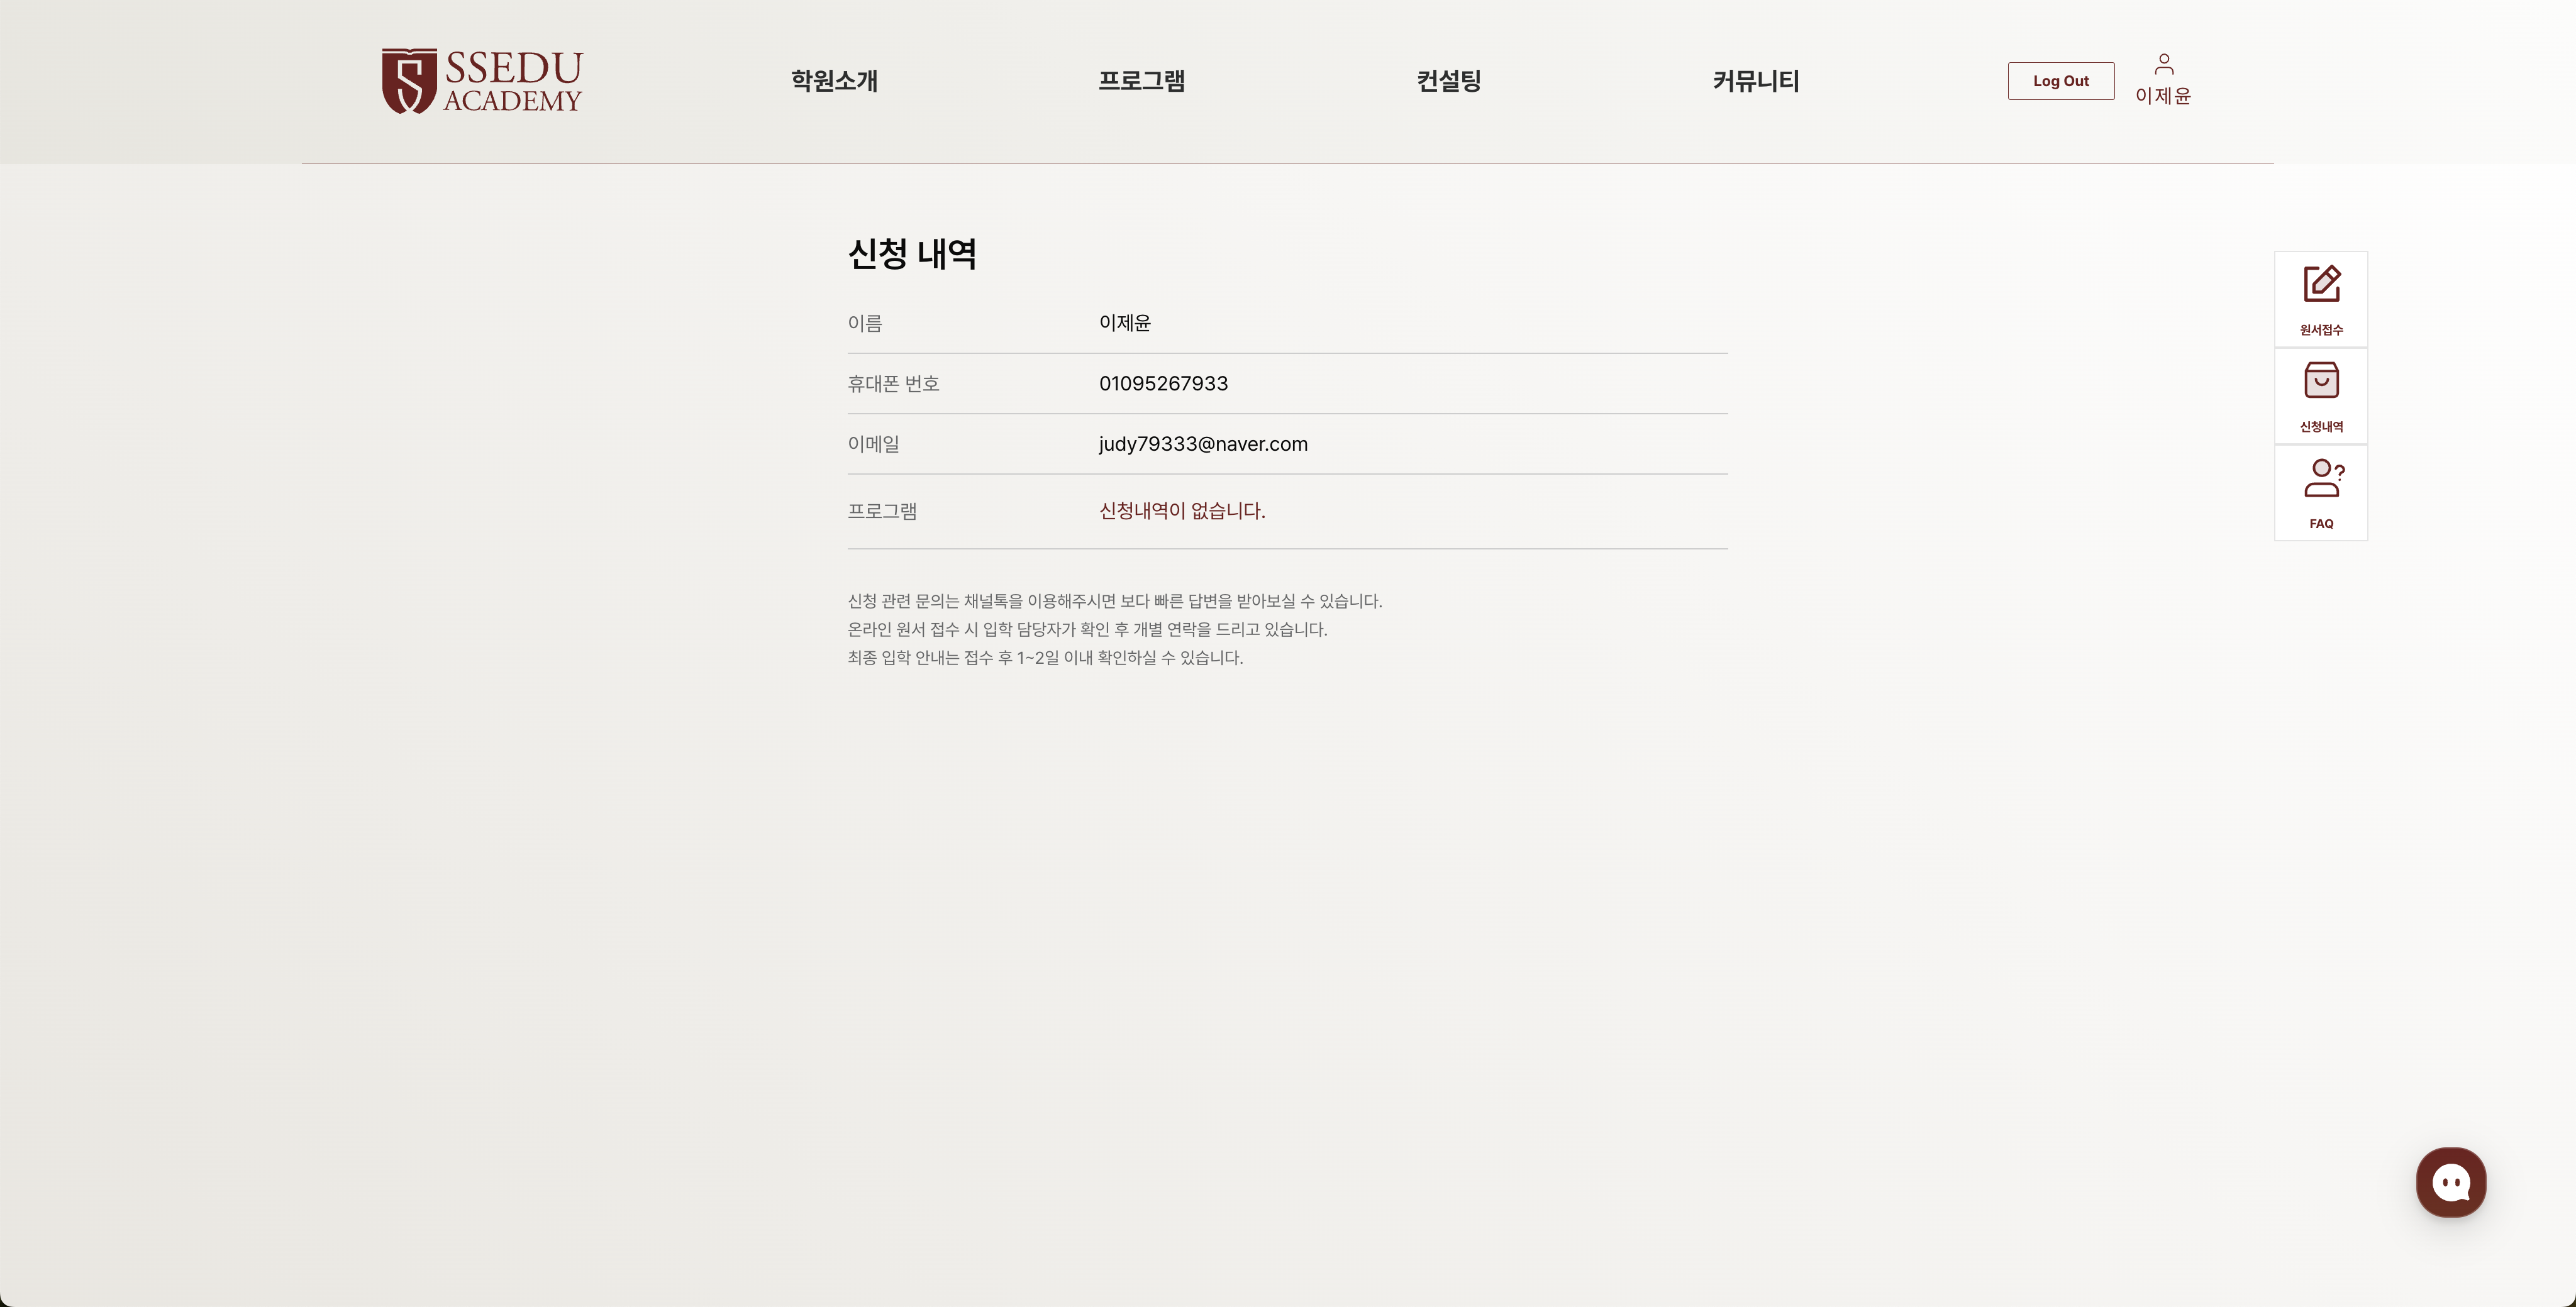 SSEDU
ACADEMY
학원소개
프로그램
컨설팅
커뮤니티
Log Out
이제윤
신청 내역
이름 이제윤
휴대폰 번호 01095267933
이메일 judy79333@naver.com
프로그램 신청내역이 없습니다.
신청 관련 문의는 채널톡을 이용해주시면 보다 빠른 답변을 받아보실 수 있습니다.
온라인 원서 접수 시 입학 담당자가 확인 후 개별 연락을 드리고 있습니다.
최종 입학 안내는 접수 후 1~2일 이내 확인하실 수 있습니다.
원서접수
신청내역
?
FAQ